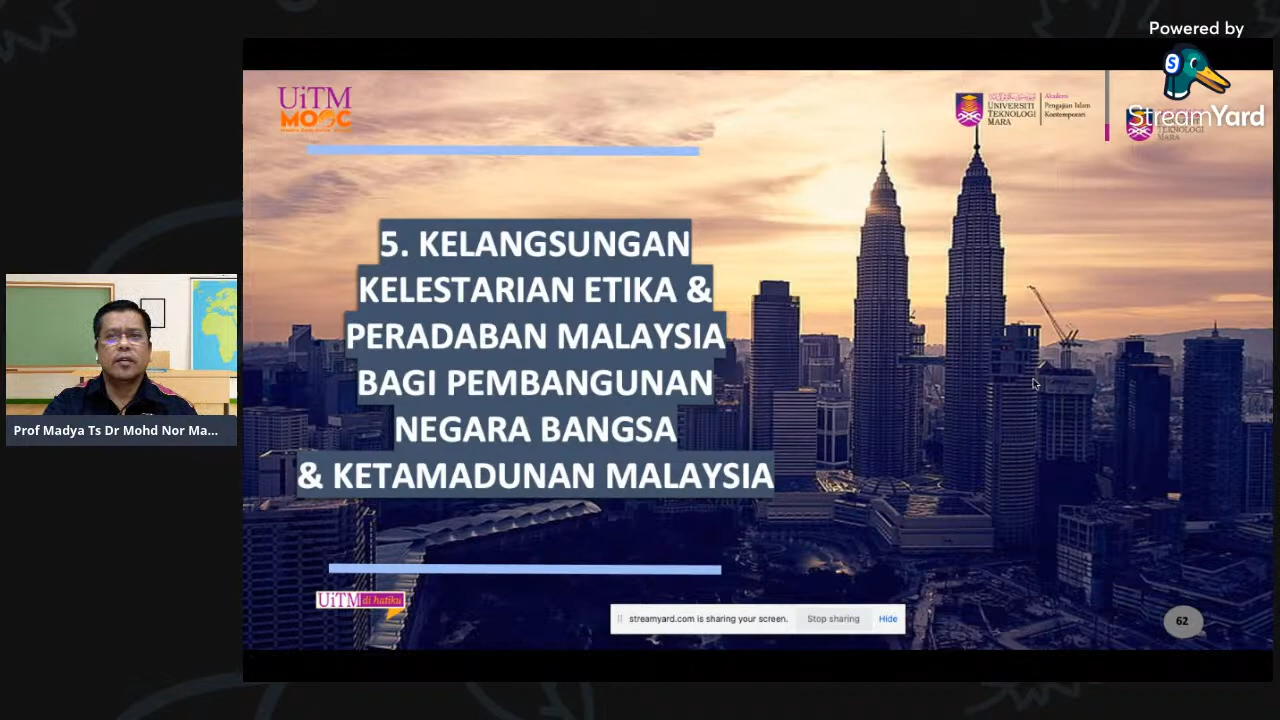 Powered by
StreamYard
UiTM
MOOC
UNIVERSITI
TEKNOLOGI
MARA
Akademi
Pengajian Islam
Kontemporari
TEKNOLOGI
MARA
5. KELANGSUNGAN
KELESTARIAN ETIKA &
PERADABAN MALAYSIA
BAGI PEMBANGUNAN
NEGARA BANGSA
& KETAMADUNAN MALAYSIA
Prof Madya Ts Dr Mohd Nor Ma...
UiTM di hatiku
streamyard.com is sharing your screen.
Stop sharing
Hide
62